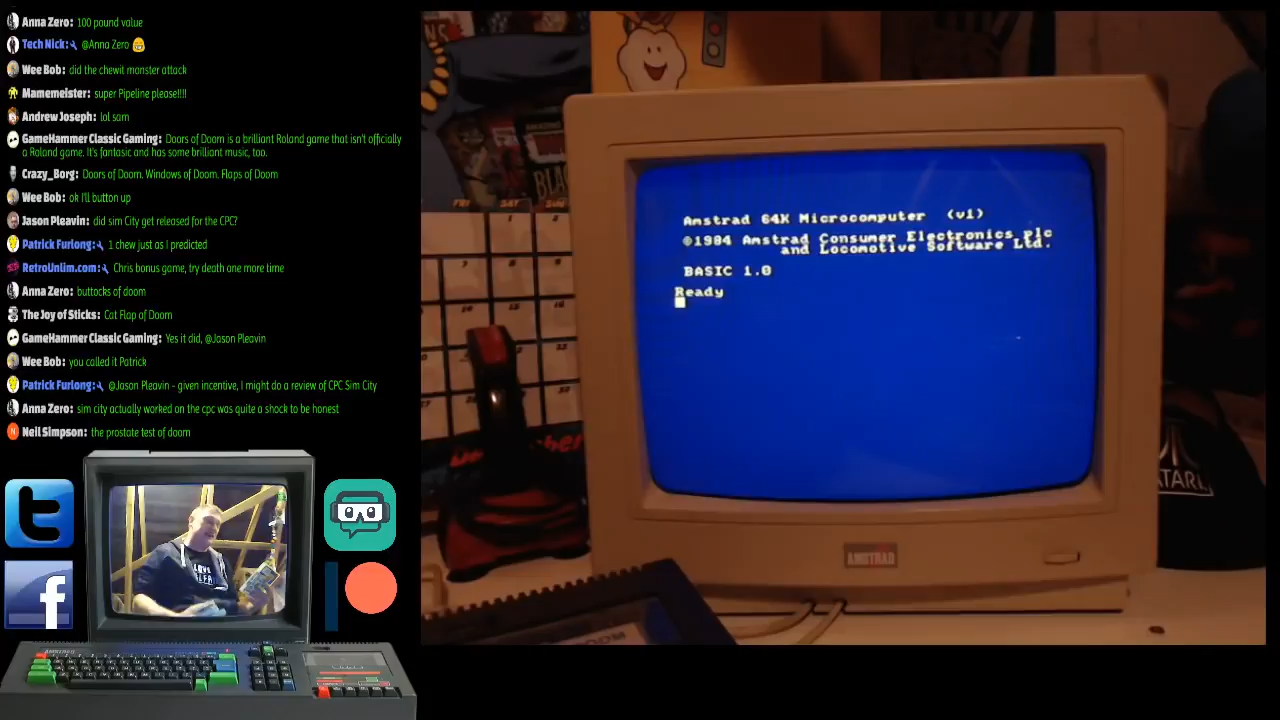 Anna Zero: 100 pound value
Tech Nick: @Anna Zero
Wee Bob: did the chewit monster attack
Mamemeister: super Pipeline please!!!!
Andrew Joseph: lol sam
GameHammer Classic Gaming: Doors of Doom is a brilliant Roland game that isn't officially
a Roland game. It's fantasic and has some brilliant music, too.
Crazy_Borg: Doors of Doom. Windows of Doom. Flaps of Doom
Wee Bob: ok I'll button up
Jason Pleavin: did sim City get released for the CPC?
Patrick Furlong: 1 chew just as I predicted
RetroUnlim.com: Chris bonus game, try death one more time
Anna Zero: buttocks of doom
The Joy of Sticks: Cat Flap of Doom
GameHammer Classic Gaming: Yes it did, @Jason Pleavin
Wee Bob: you called it Patrick
Patrick Furlong: @Jason Pleavin - given incentive, I might do a review of CPC Sim City
Anna Zero: sim city actually worked on the cpc was quite a shock to be honest
N Neil Simpson: the prostate test of doom
Amstrad 64K Microcomputer (v1)
©1984 Amstrad Consumer Electronics plc
and Locomotive Software Ltd.
BASIC 1.0
Ready
AMSTRAD
FRI SAT SUN
ATARI